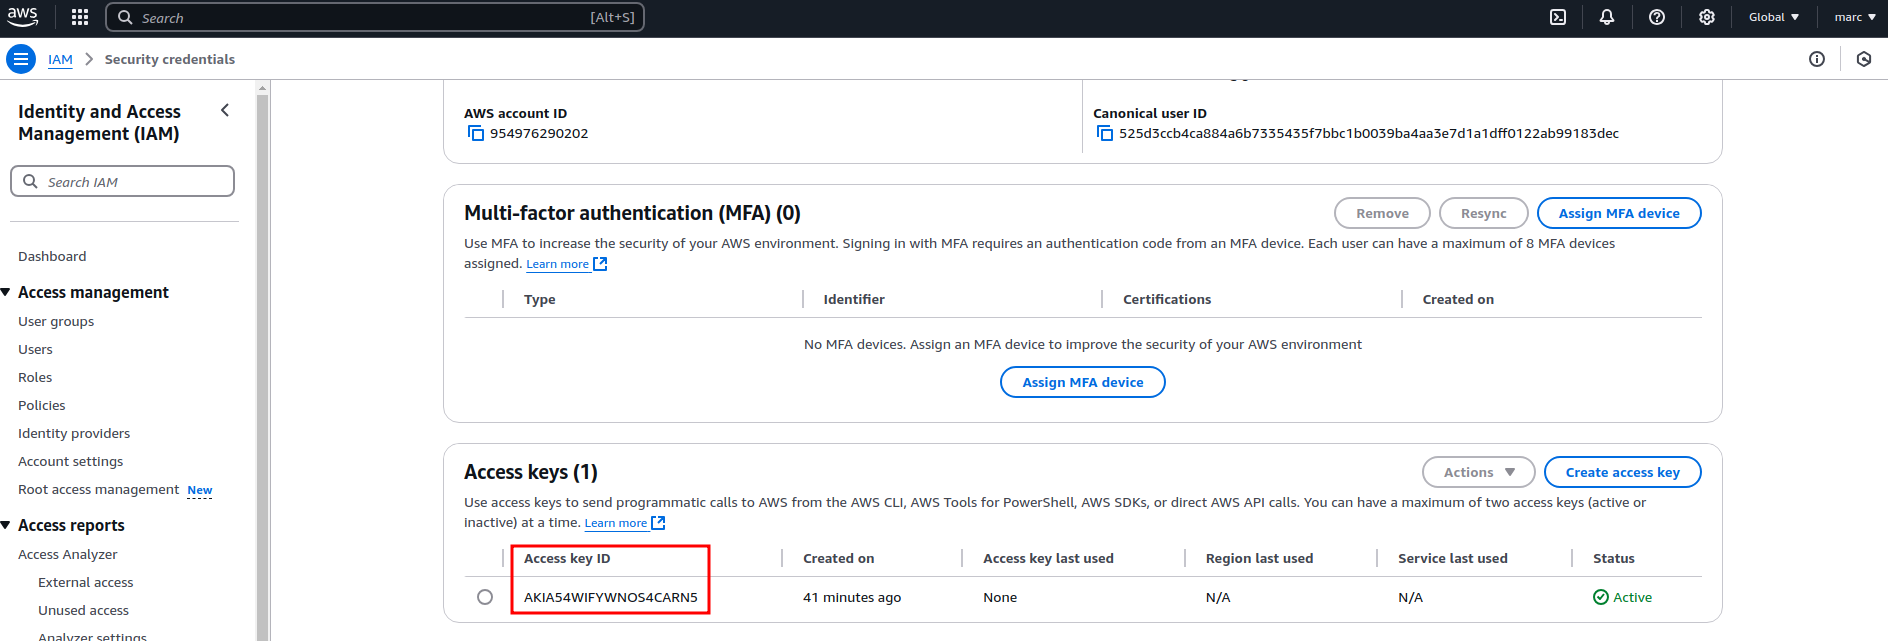 aws
Search
[Alt+S]
Global
marc
IAM
Security credentials
Identity and Access
Management (IAM)
Search IAM
Dashboard
Access management
User groups
Users
Roles
Policies
Identity providers
Account settings
Root access management New
Access reports
Access Analyzer
External access
Unused access
Analyzer settings
AWS account ID
954976290202
Canonical user ID
525d3ccb4ca884a6b7335435f7bbc1b0039ba4aa3e7d1a1dff0122ab99183dec
Multi-factor authentication (MFA) (0)
Remove
Resync
Assign MFA device
Use MFA to increase the security of your AWS environment. Signing in with MFA requires an authentication code from an MFA device. Each user can have a maximum of 8 MFA devices
assigned. Learn more
Type
Identifier
Certifications
Created on
No MFA devices. Assign an MFA device to improve the security of your AWS environment
Assign MFA device
Access keys (1)
Actions
Create access key
Use access keys to send programmatic calls to AWS from the AWS CLI, AWS Tools for PowerShell, AWS SDKs, or direct AWS API calls. You can have a maximum of two access keys (active or
inactive) at a time. Learn more
Access key ID
Created on
Access key last used
Region last used
Service last used
Status
AKIA54WIFYWNOS4CARN5
41 minutes ago
None
N/A
N/A
Active